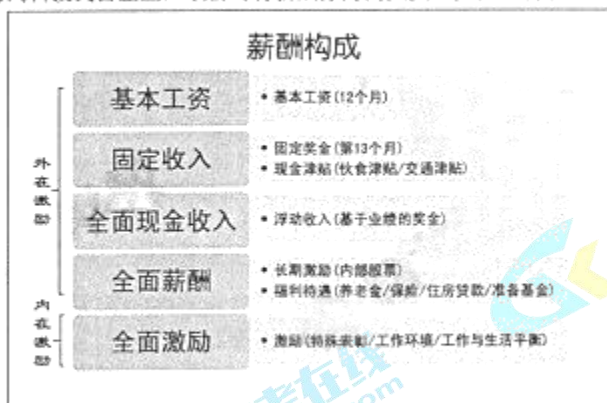 薪酬构成
基本工资
• 基本工资(12个月)
固定收入
• 固定奖金(第13个月)
• 现金津贴(伙食津贴/交通津贴)
全面现金收入
• 浮动收入(基于业绩的奖金)
全面薪酬
• 长期激励(内部股票)
• 福利待遇(养老金/保险/住房贷款/准备基金)
全面激励
• 激励(特殊表彰/工作环境/工作与生活平衡)
外在激励
内在激励